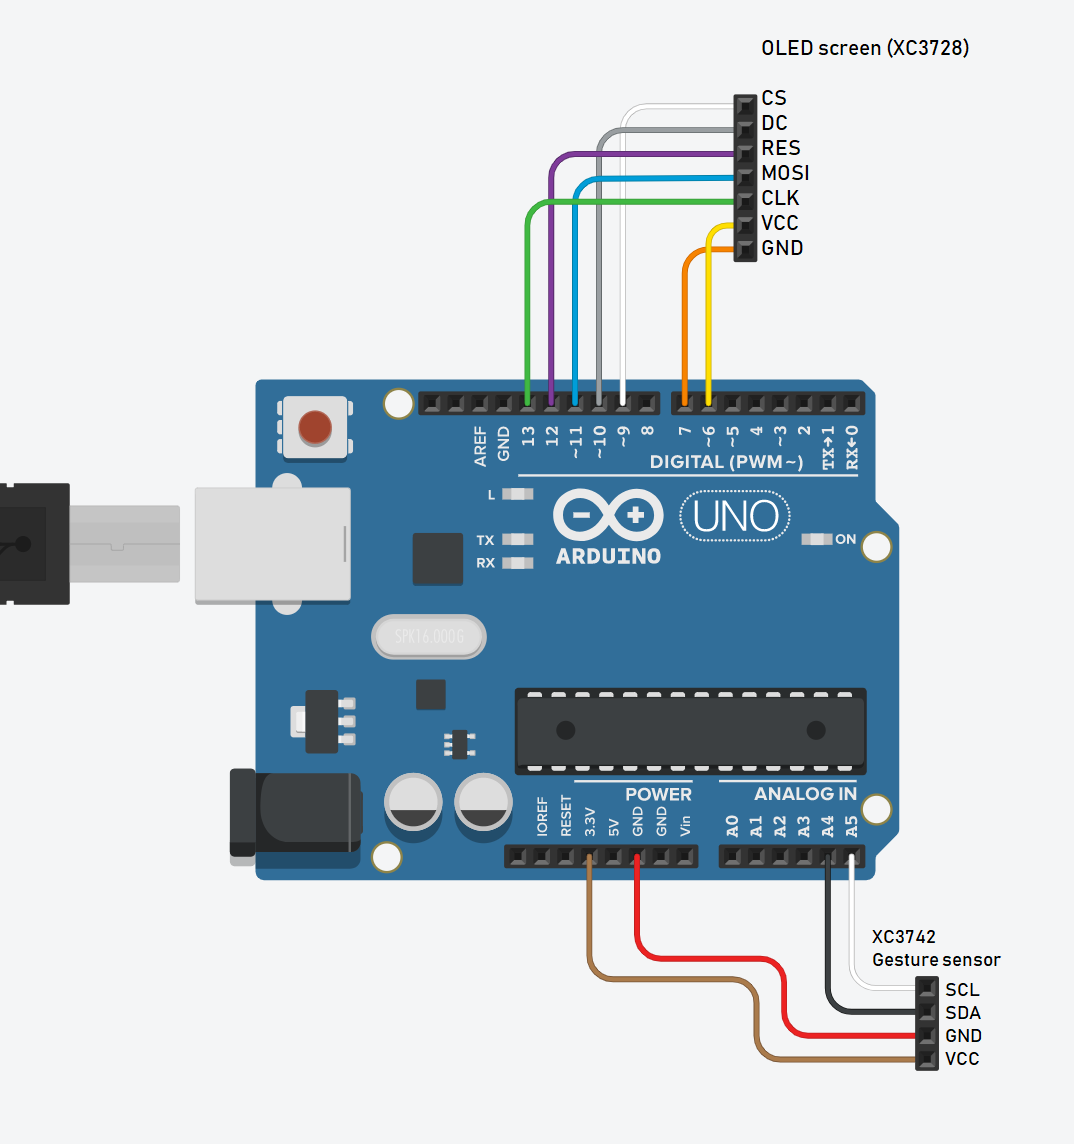 OLED screen (XC3728)
CS
DC
RES
MOSI
CLK
VCC
GND
AREF
GND
13
12
~11
~10
~9
8
7
~6
~5
4
~3
2
TX→1
RX←0
DIGITAL (PWM~)
L
TX
RX
ARDUINO
UNO
ON
SPK16.000G
POWER
ANALOG IN
IOREF
RESET
3.3V
5V
GND
GND
Vin
A0
A1
A2
A3
A4
A5
XC3742
Gesture sensor
SCL
SDA
GND
VCC